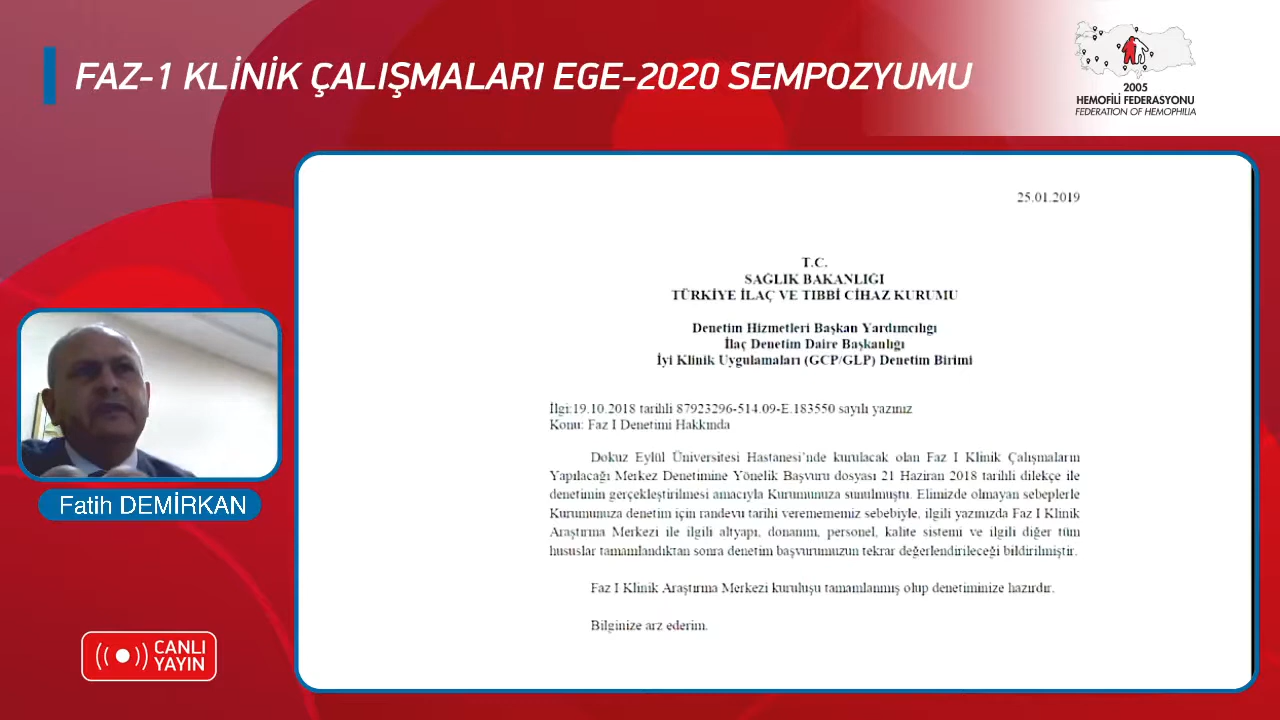 FAZ-1 KLİNİK ÇALIŞMALARI EGE-2020 SEMPOZYUMU
2005
HEMOFİLİ FEDERASYONU
FEDERATION OF HEMOPHILIA
25.01.2019
T.C.
SAĞLIK BAKANLIĞI
TÜRKİYE İLAÇ VE TIBBİ CİHAZ KURUMU
Denetim Hizmetleri Başkan Yardımcılığı
İlaç Denetim Daire Başkanlığı
İyi Klinik Uygulamaları (GCP/GLP) Denetim Birimi
İlgi:19.10.2018 tarihli 87923296-514.09-E.183550 sayılı yazınız
Konu: Faz I Denetimi Hakkında
Dokuz Eylül Üniversitesi Hastanesi’nde kurulacak olan Faz I Klinik Çalışmaların
Yapılacağı Merkez Denetimine Yönelik Başvuru dosyası 21 Haziran 2018 tarihli dilekçe ile
denetimin gerçekleştirilmesi amacıyla Kurumunuza sunulmuştu. Elimizde olmayan sebeplerle
Kurumunuza denetim için randevu tarihi veremememiz sebebiyle, ilgili yazınızda Faz I Klinik
Araştırma Merkezi ile ilgili altyapı, donanım, personel, kalite sistemi ve ilgili diğer tüm
hususlar tamamlandıktan sonra denetim başvurumuzun tekrar değerlendirileceği bildirilmiştir.
Faz I Klinik Araştırma Merkezi kuruluşu tamamlanmış olup denetiminize hazırdır.
Bilginize arz ederim.
Fatih DEMİRKAN
CANLI
YAYIN